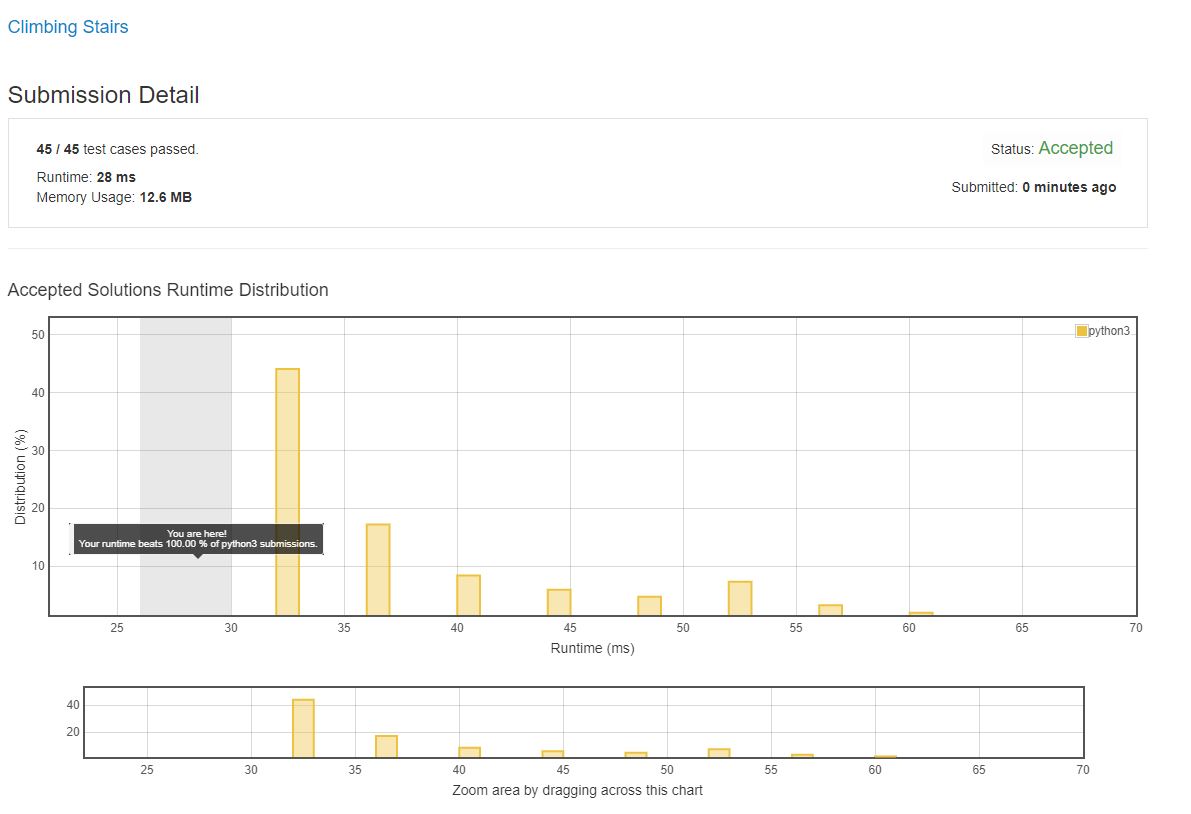 Climbing Stairs
Submission Detail
45 / 45 test cases passed.
Status: Accepted
Runtime: 28 ms
Memory Usage: 12.6 MB
Submitted: 0 minutes ago
Accepted Solutions Runtime Distribution
python3
50
40
30
20
10
Distribution (%)
You are here!
Your runtime beats 100.00 % of python3 submissions.
25 30 35 40 45 50 55 60 65 70
Runtime (ms)
40
20
25 30 35 40 45 50 55 60 65 70
Zoom area by dragging across this chart